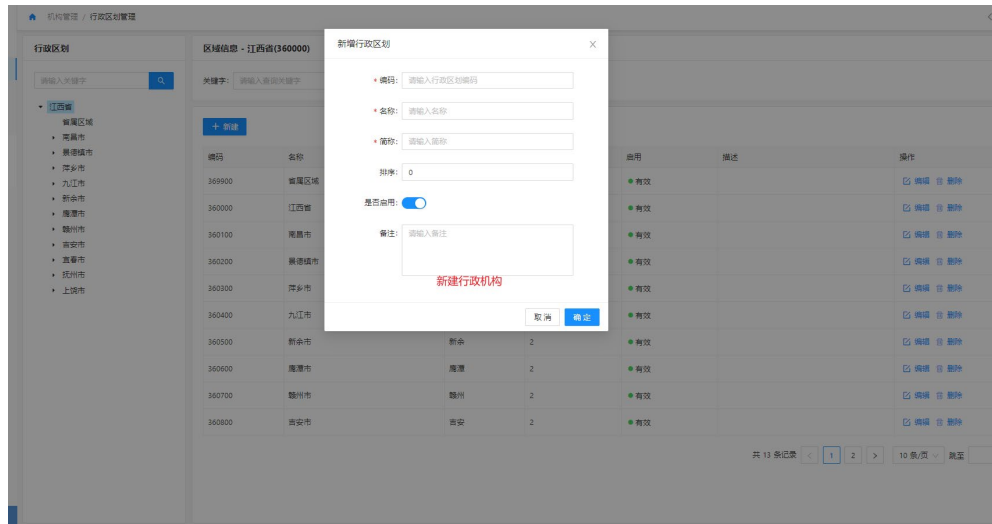 机构管理 / 行政区划管理
行政区划
请输入关键字
江西省
省属区域
南昌市
景德镇市
萍乡市
九江市
新余市
鹰潭市
赣州市
吉安市
宜春市
抚州市
上饶市
区域信息 - 江西省(360000)
关键字: 请输入查询关键字
+ 新建
编码 名称 启用 描述 操作
369900 省属区域 有效 编辑 删除
360000 江西省 有效 编辑 删除
360100 南昌市 有效 编辑 删除
360200 景德镇市 有效 编辑 删除
360300 萍乡市 有效 编辑 删除
360400 九江市 有效 编辑 删除
360500 新余市 新余 2 有效 编辑 删除
360600 鹰潭市 鹰潭 2 有效 编辑 删除
360700 赣州市 赣州 2 有效 编辑 删除
360800 吉安市 吉安 2 有效 编辑 删除
共 13 条记录 < 1 2 > 10 条/页 跳至
新增行政区划
* 编码: 请输入行政区划编码
* 名称: 请输入名称
* 简称: 请输入简称
排序: 0
是否启用:
备注: 请输入备注
新建行政机构
取 消 确 定